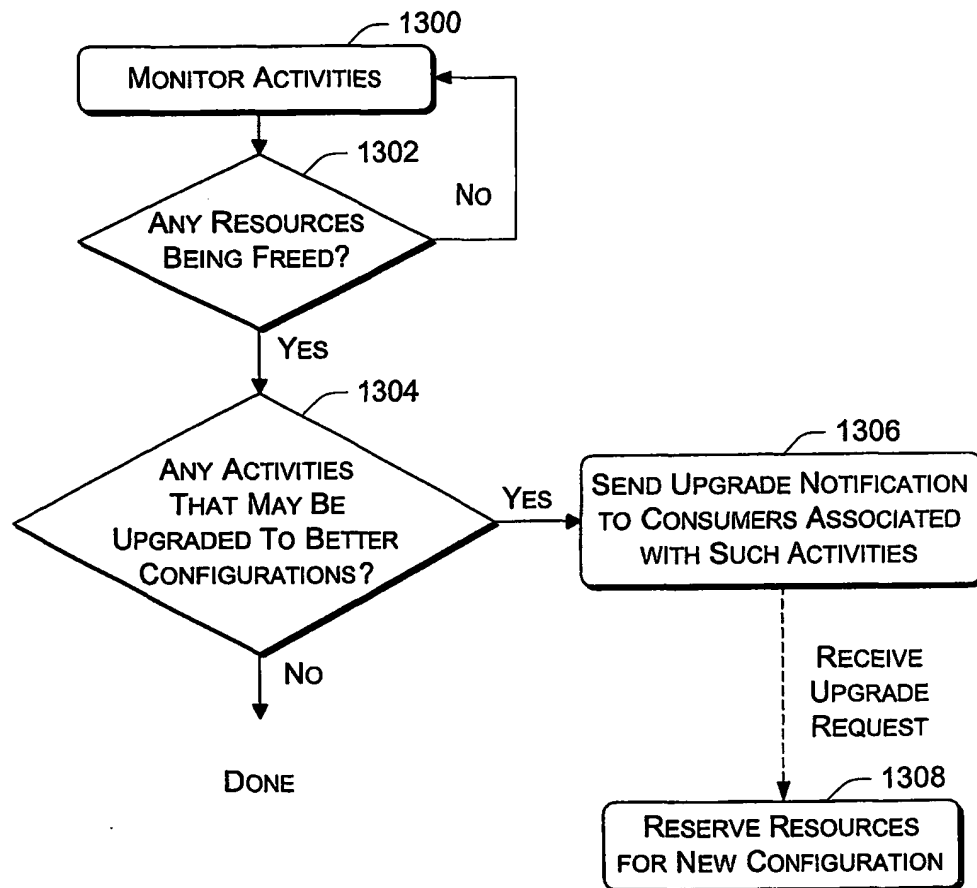 1300
MONITOR ACTIVITIES
1302
NO
ANY RESOURCES
BEING FREED?
YES
1304
ANY ACTIVITIES
THAT MAY BE
UPGRADED TO BETTER
CONFIGURATIONS?
YES
1306
SEND UPGRADE NOTIFICATION
TO CONSUMERS ASSOCIATED
WITH SUCH ACTIVITIES
NO
DONE
RECEIVE
UPGRADE
REQUEST
1308
RESERVE RESOURCES
FOR NEW CONFIGURATION